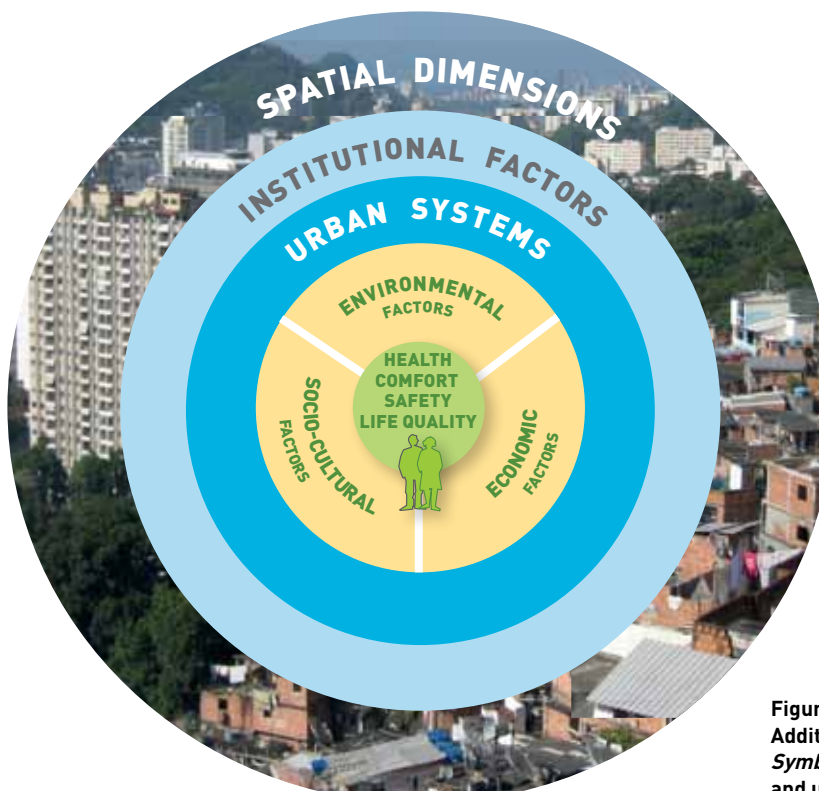 SPATIAL DIMENSIONS
INSTITUTIONAL FACTORS
URBAN SYSTEMS
ENVIRONMENTAL
FACTORS
HEALTH
COMFORT
SAFETY
LIFE QUALITY
SOCIO-CULTURAL
FACTORS
ECONOMIC
FACTORS
Figur
Addit
Symb
and u